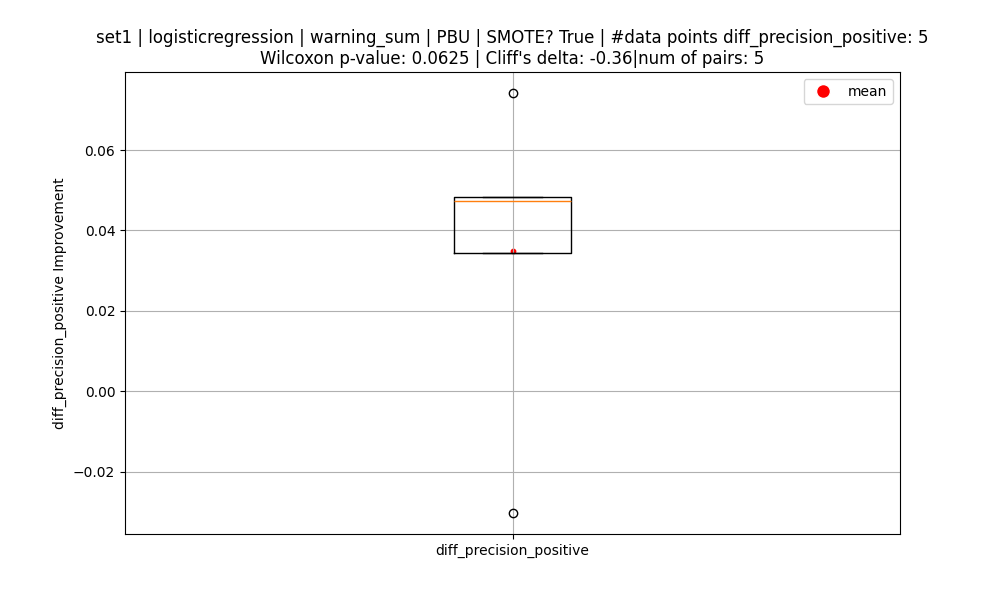 set1 | logisticregression | warning_sum | PBU | SMOTE? True | #data points diff_precision_positive: 5
Wilcoxon p-value: 0.0625 | Cliff's delta: -0.36|num of pairs: 5
mean
0.06
0.04
0.02
0.00
−0.02
diff_precision_positive Improvement
diff_precision_positive